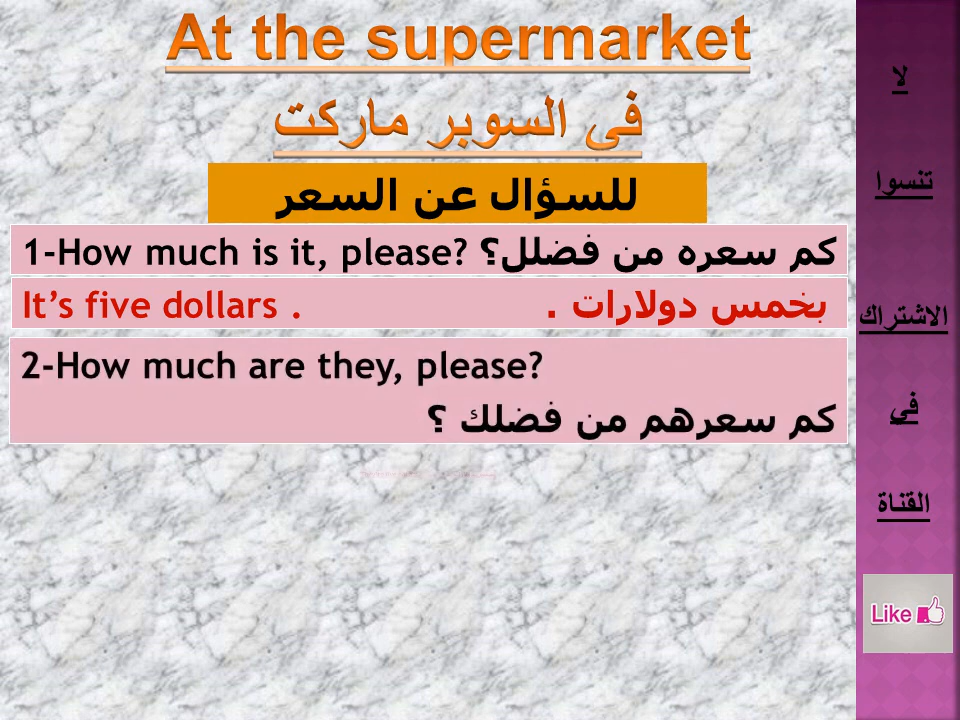 At the supermarket
فى السوبر ماركت
للسؤال عن السعر
1-How much is it, please? كم سعره من فضلل؟
It’s five dollars . بخمس دولارات .
2-How much are they, please?
كم سعرهم من فضلك ؟
لا
تنسوا
الاشتراك
في
القناة
Like